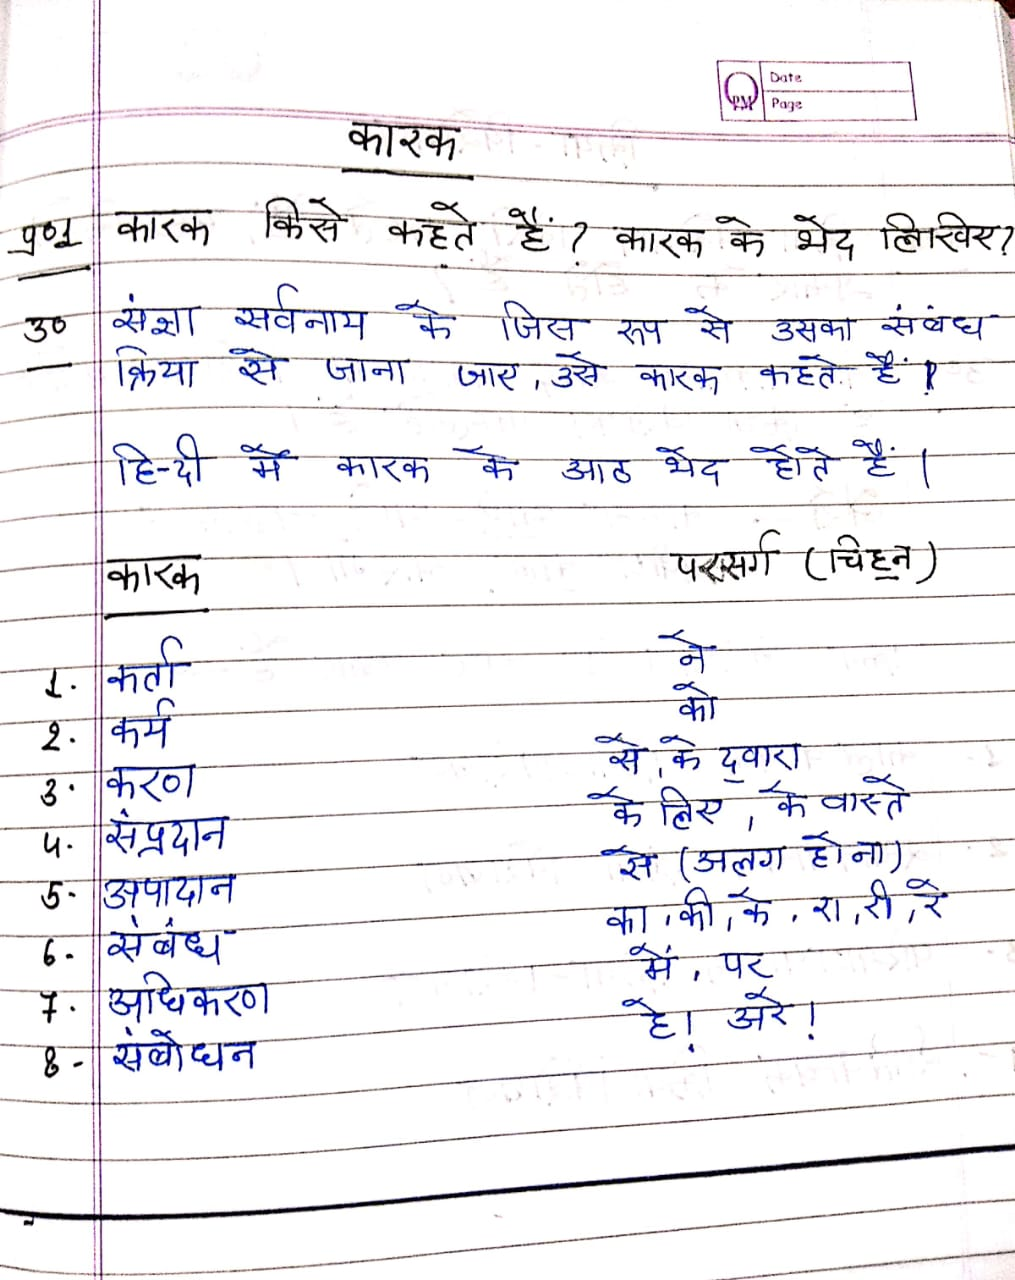 PM Date
Page
कारक
प्र०1 कारक किसे कहते हैं? कारक के भेद लिखिए?
उ० संज्ञा सर्वनाम के जिस रूप से उसका संबंध
क्रिया से जाना जाए, उसे कारक कहते हैं।
हिन्दी में कारक के आठ भेद होते हैं।
कारक परसर्ग (चिह्न)
1. कर्ता ने
2. कर्म को
3. करण से, के द्वारा
4. संप्रदान के लिए, के वास्ते
5. अपादान से (अलग होना)
6. संबंध का, की, के, रा, री, रे
7. अधिकरण में, पर
8. संबोधन हे! अरे!